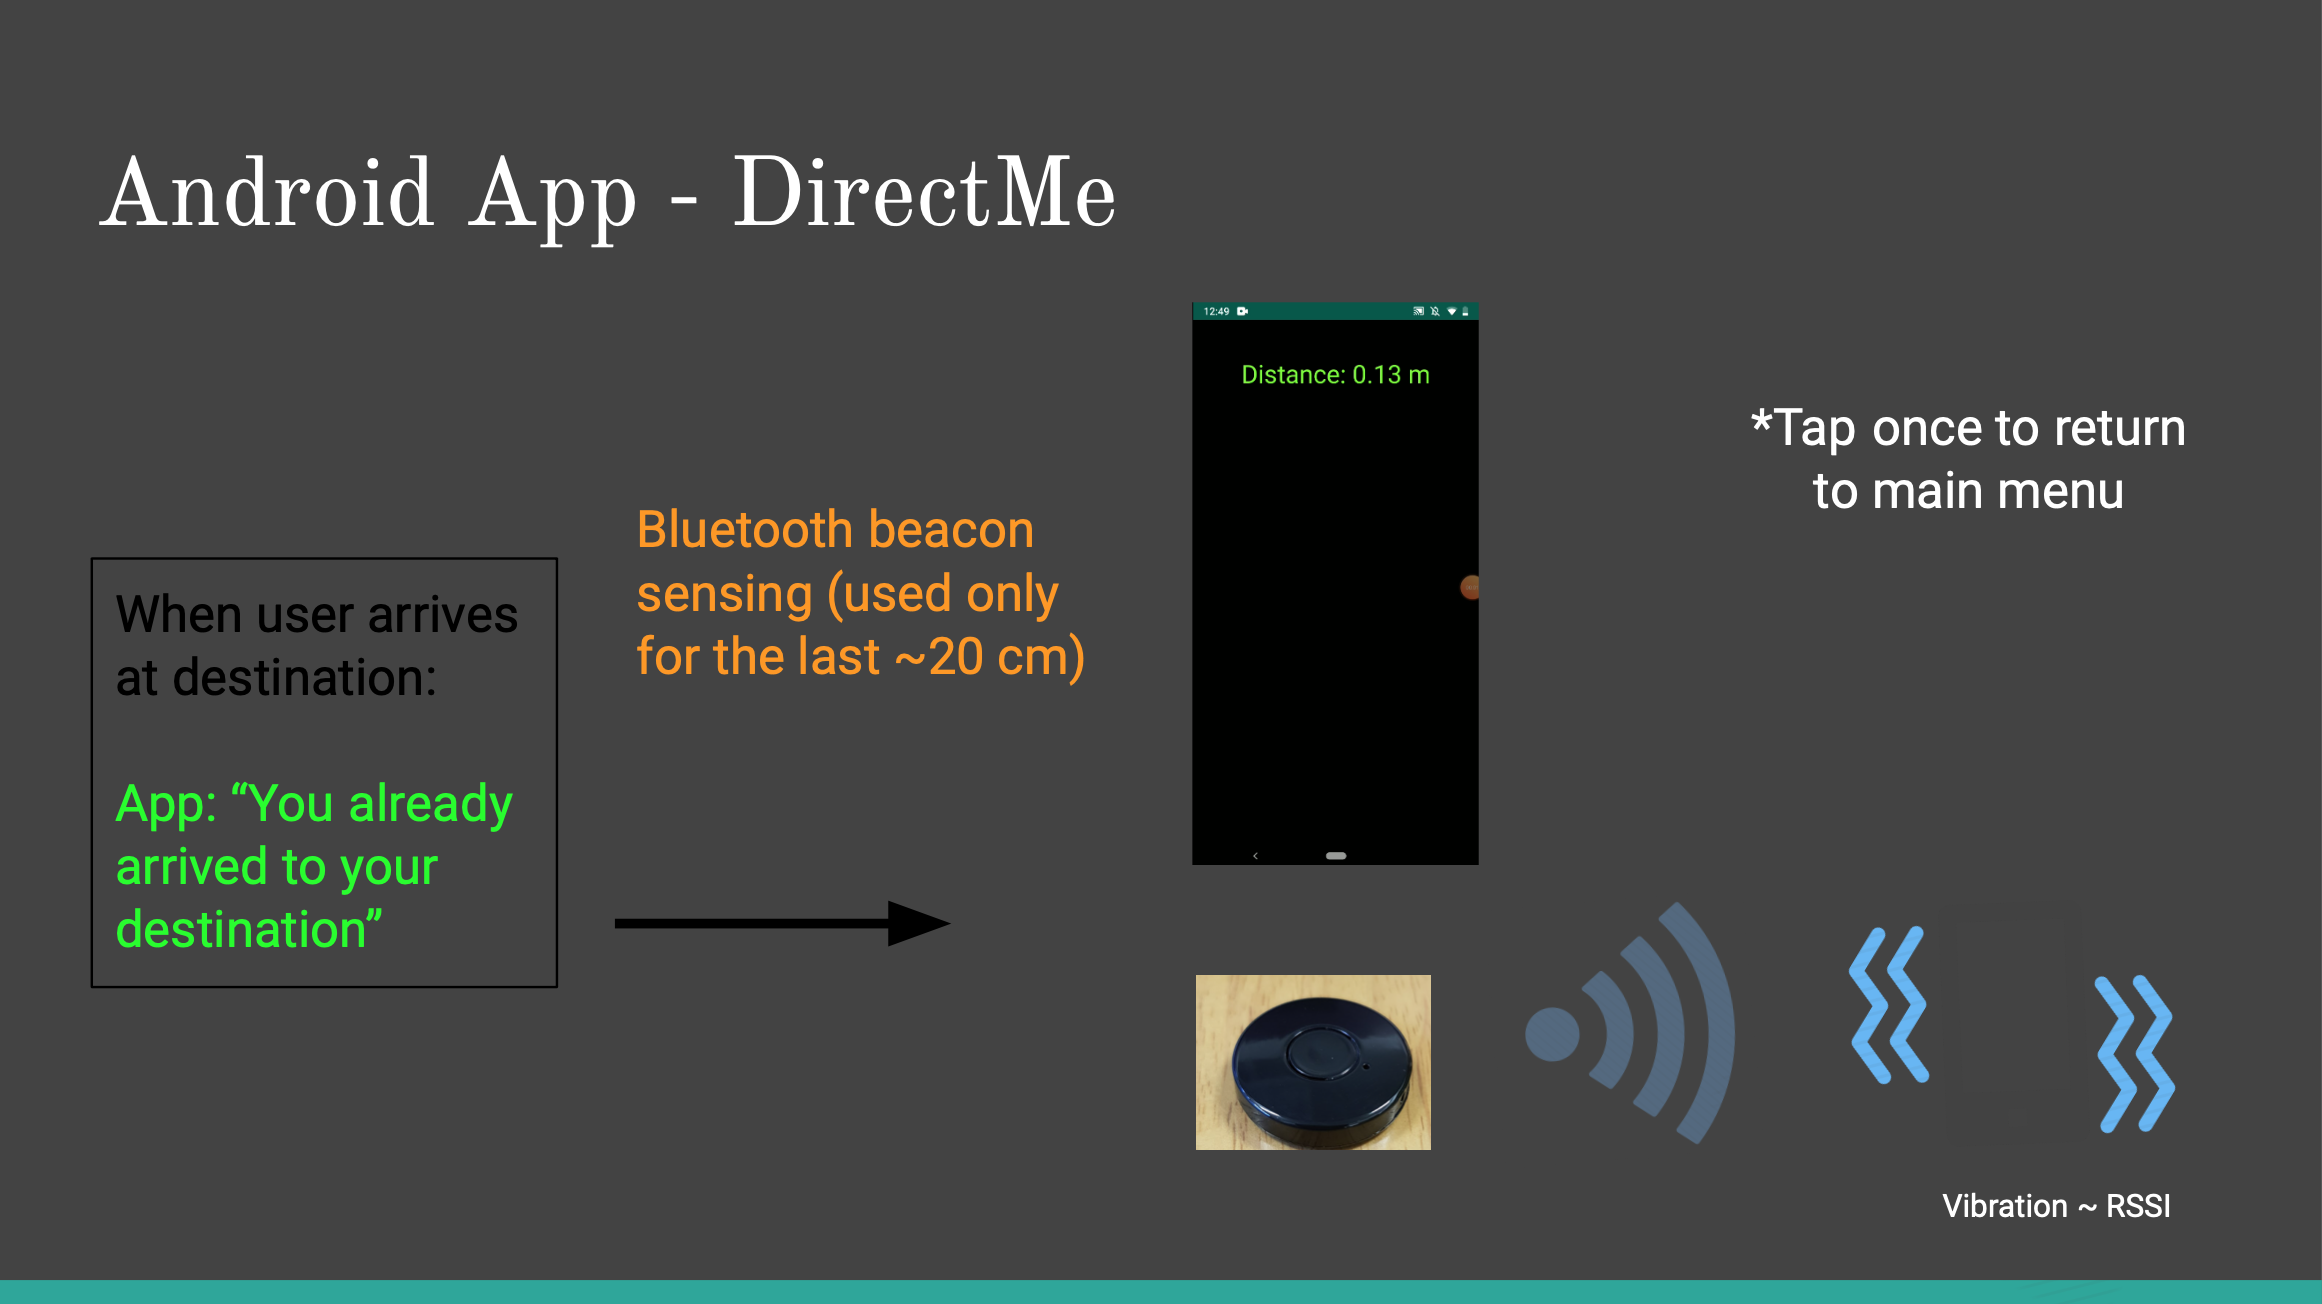 Android App - DirectMe
12:49
Distance: 0.13 m
*Tap once to return
to main menu
Bluetooth beacon
sensing (used only
for the last ~20 cm)
When user arrives
at destination:
App: “You already
arrived to your
destination”
Vibration ~ RSSI